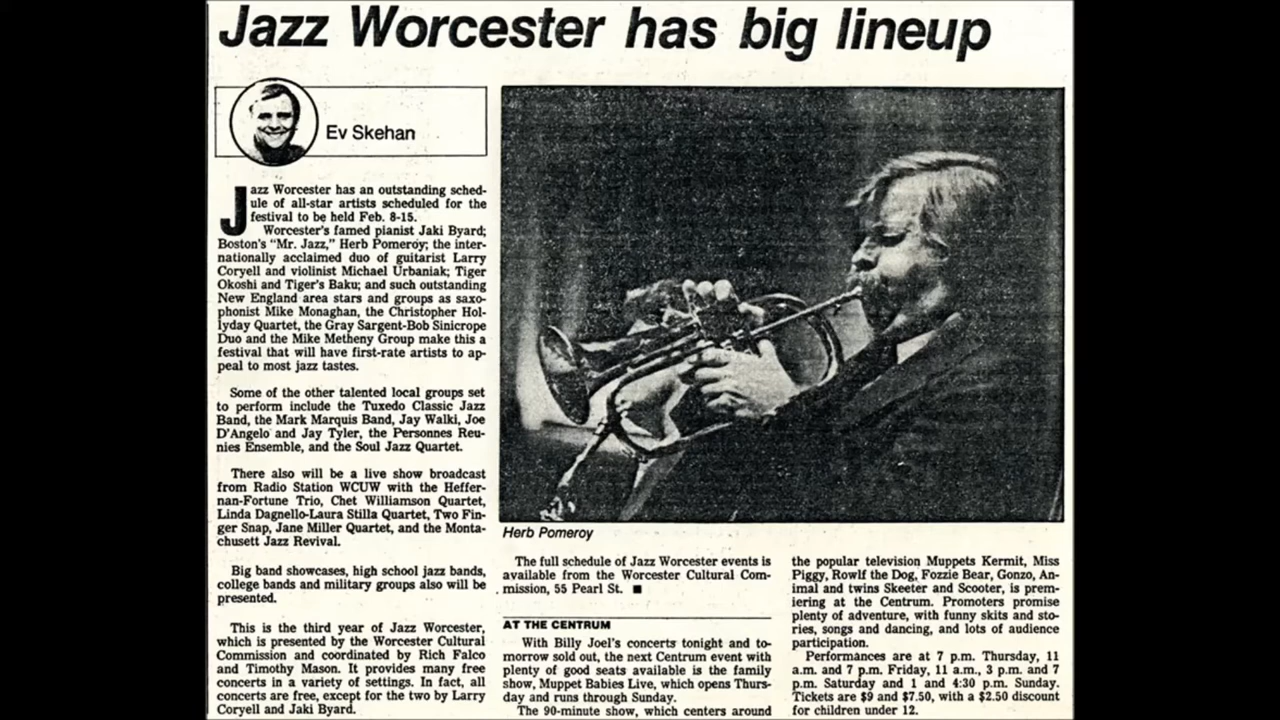 Jazz Worcester has big lineup
Ev Skehan
Jazz Worcester has an outstanding sched-
ule of all-star artists scheduled for the
festival to be held Feb. 8-15.
Worcester's famed pianist Jaki Byard;
Boston's "Mr. Jazz," Herb Pomeroy; the inter-
nationally acclaimed duo of guitarist Larry
Coryell and violinist Michael Urbaniak; Tiger
Okoshi and Tiger's Baku; and such outstanding
New England area stars and groups as saxo-
phonist Mike Monaghan, the Christopher Hol-
lyday Quartet, the Gray Sargent-Bob Sinicrope
Duo and the Mike Metheny Group make this a
festival that will have first-rate artists to ap-
peal to most jazz tastes.
Some of the other talented local groups set
to perform include the Tuxedo Classic Jazz
Band, the Mark Marquis Band, Jay Walki, Joe
D'Angelo and Jay Tyler, the Personnes Reu-
nies Ensemble, and the Soul Jazz Quartet.
There also will be a live show broadcast
from Radio Station WCUW with the Heffer-
nan-Fortune Trio, Chet Williamson Quartet,
Linda Dagnello-Laura Stilla Quartet, Two Fin-
ger Snap, Jane Miller Quartet, and the Monta-
chusett Jazz Revival.
Big band showcases, high school jazz bands,
college bands and military groups also will be
presented.
This is the third year of Jazz Worcester,
which is presented by the Worcester Cultural
Commission and coordinated by Rich Falco
and Timothy Mason. It provides many free
concerts in a variety of settings. In fact, all
concerts are free, except for the two by Larry
Coryell and Jaki Byard.
Herb Pomeroy
The full schedule of Jazz Worcester events is
available from the Worcester Cultural Com-
mission, 55 Pearl St. ■
AT THE CENTRUM
With Billy Joel's concerts tonight and to-
morrow sold out, the next Centrum event with
plenty of good seats available is the family
show, Muppet Babies Live, which opens Thurs-
day and runs through Sunday.
The 90-minute show, which centers around
the popular television Muppets Kermit, Miss
Piggy, Rowlf the Dog, Fozzie Bear, Gonzo, An-
imal and twins Skeeter and Scooter, is prem-
iering at the Centrum. Promoters promise
plenty of adventure, with funny skits and sto-
ries, songs and dancing, and lots of audience
participation.
Performances are at 7 p.m. Thursday, 11
a.m. and 7 p.m. Friday, 11 a.m., 3 p.m. and 7
p.m. Saturday and 1 and 4:30 p.m. Sunday.
Tickets are $9 and $7.50, with a $2.50 discount
for children under 12.